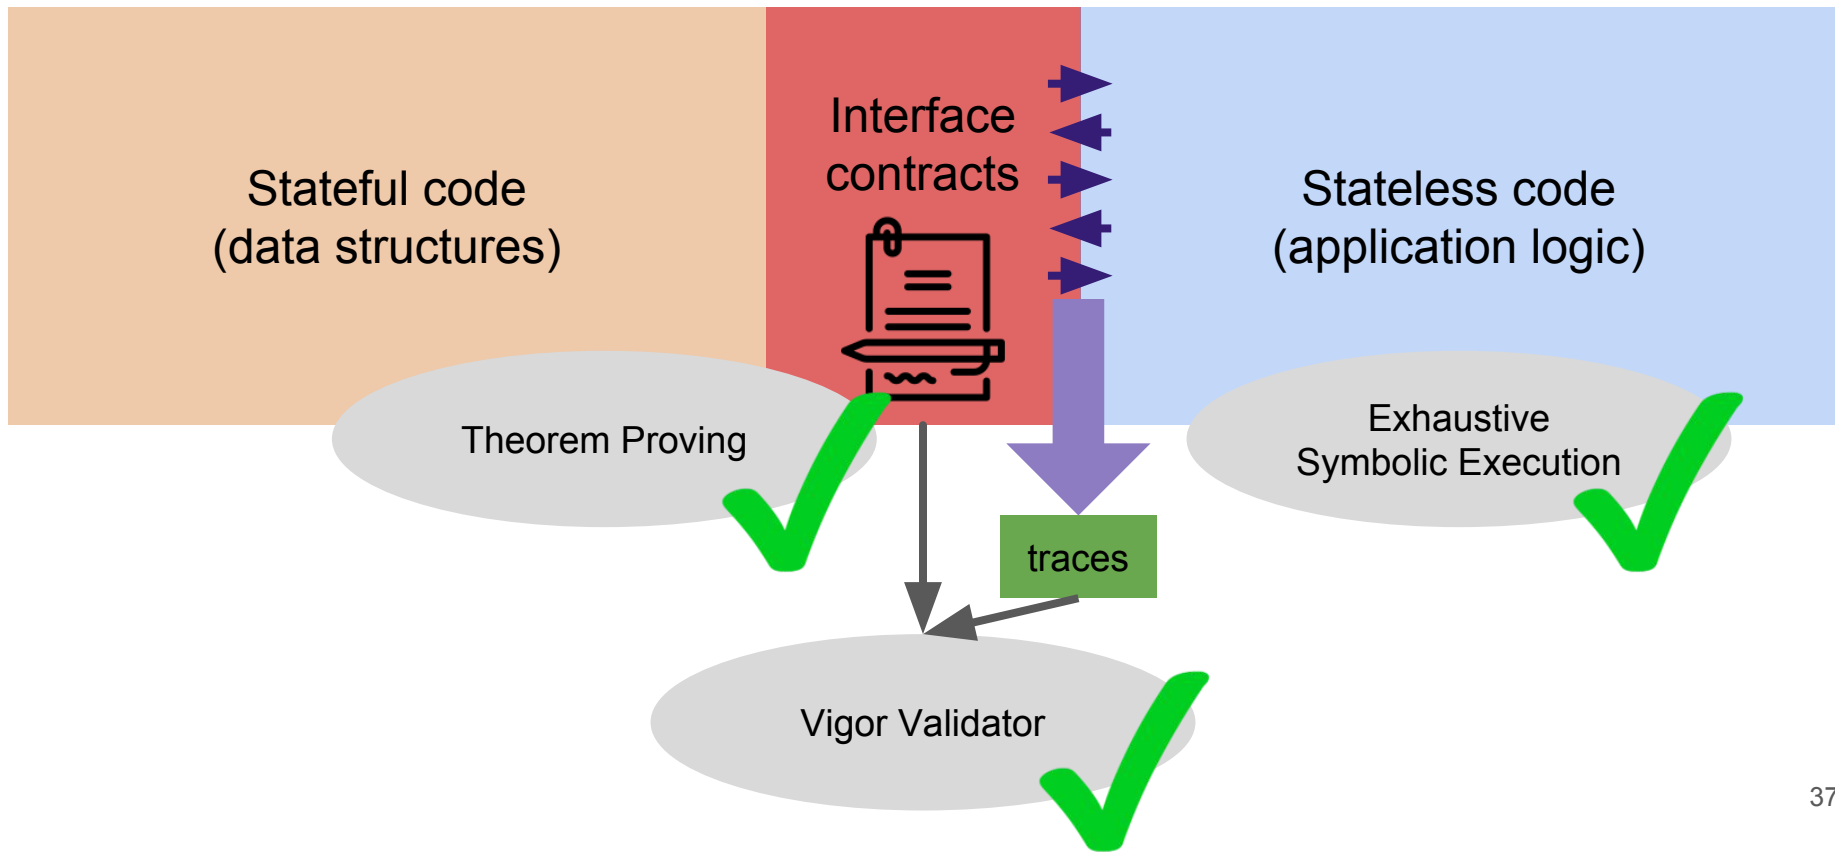 Stateful code
(data structures)
Interface
contracts
Stateless code
(application logic)
Theorem Proving
Exhaustive
Symbolic Execution
traces
Vigor Validator
37